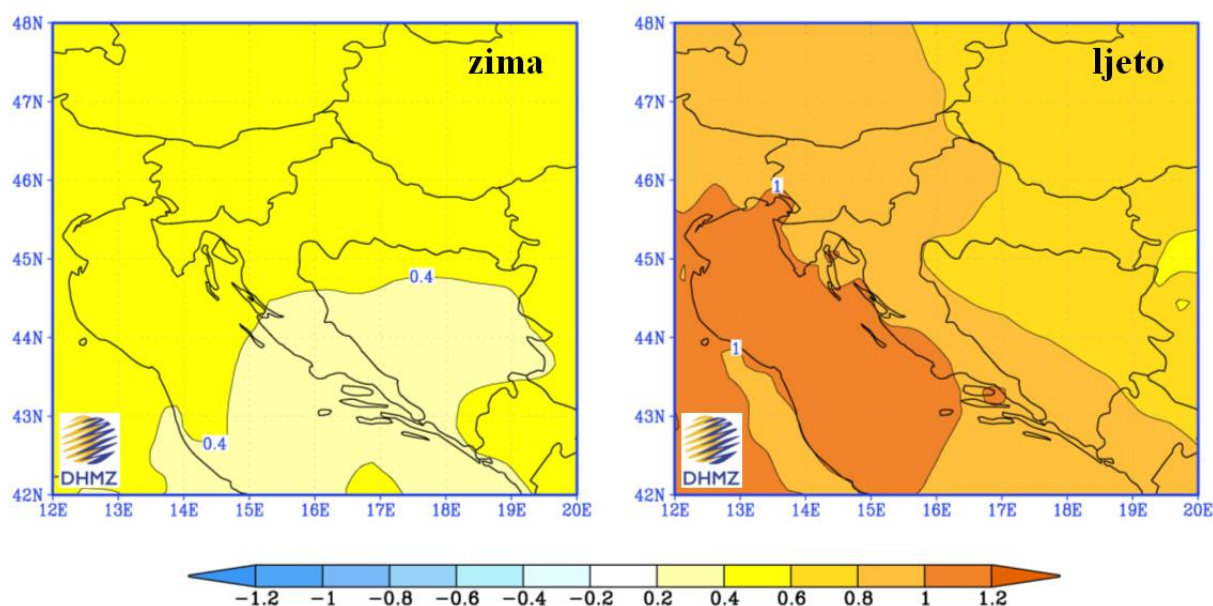 zima
ljeto
48N
47N
46N
45N
44N
43N
42N
0.4
0.4
DHMZ
12E 13E 14E 15E 16E 17E 18E 19E 20E
48N
47N
46N
45N
44N
43N
42N
1
1
DHMZ
12E 13E 14E 15E 16E 17E 18E 19E 20E
-1.2 -1 -0.8 -0.6 -0.4 -0.2 0.2 0.4 0.6 0.8 1 1.2